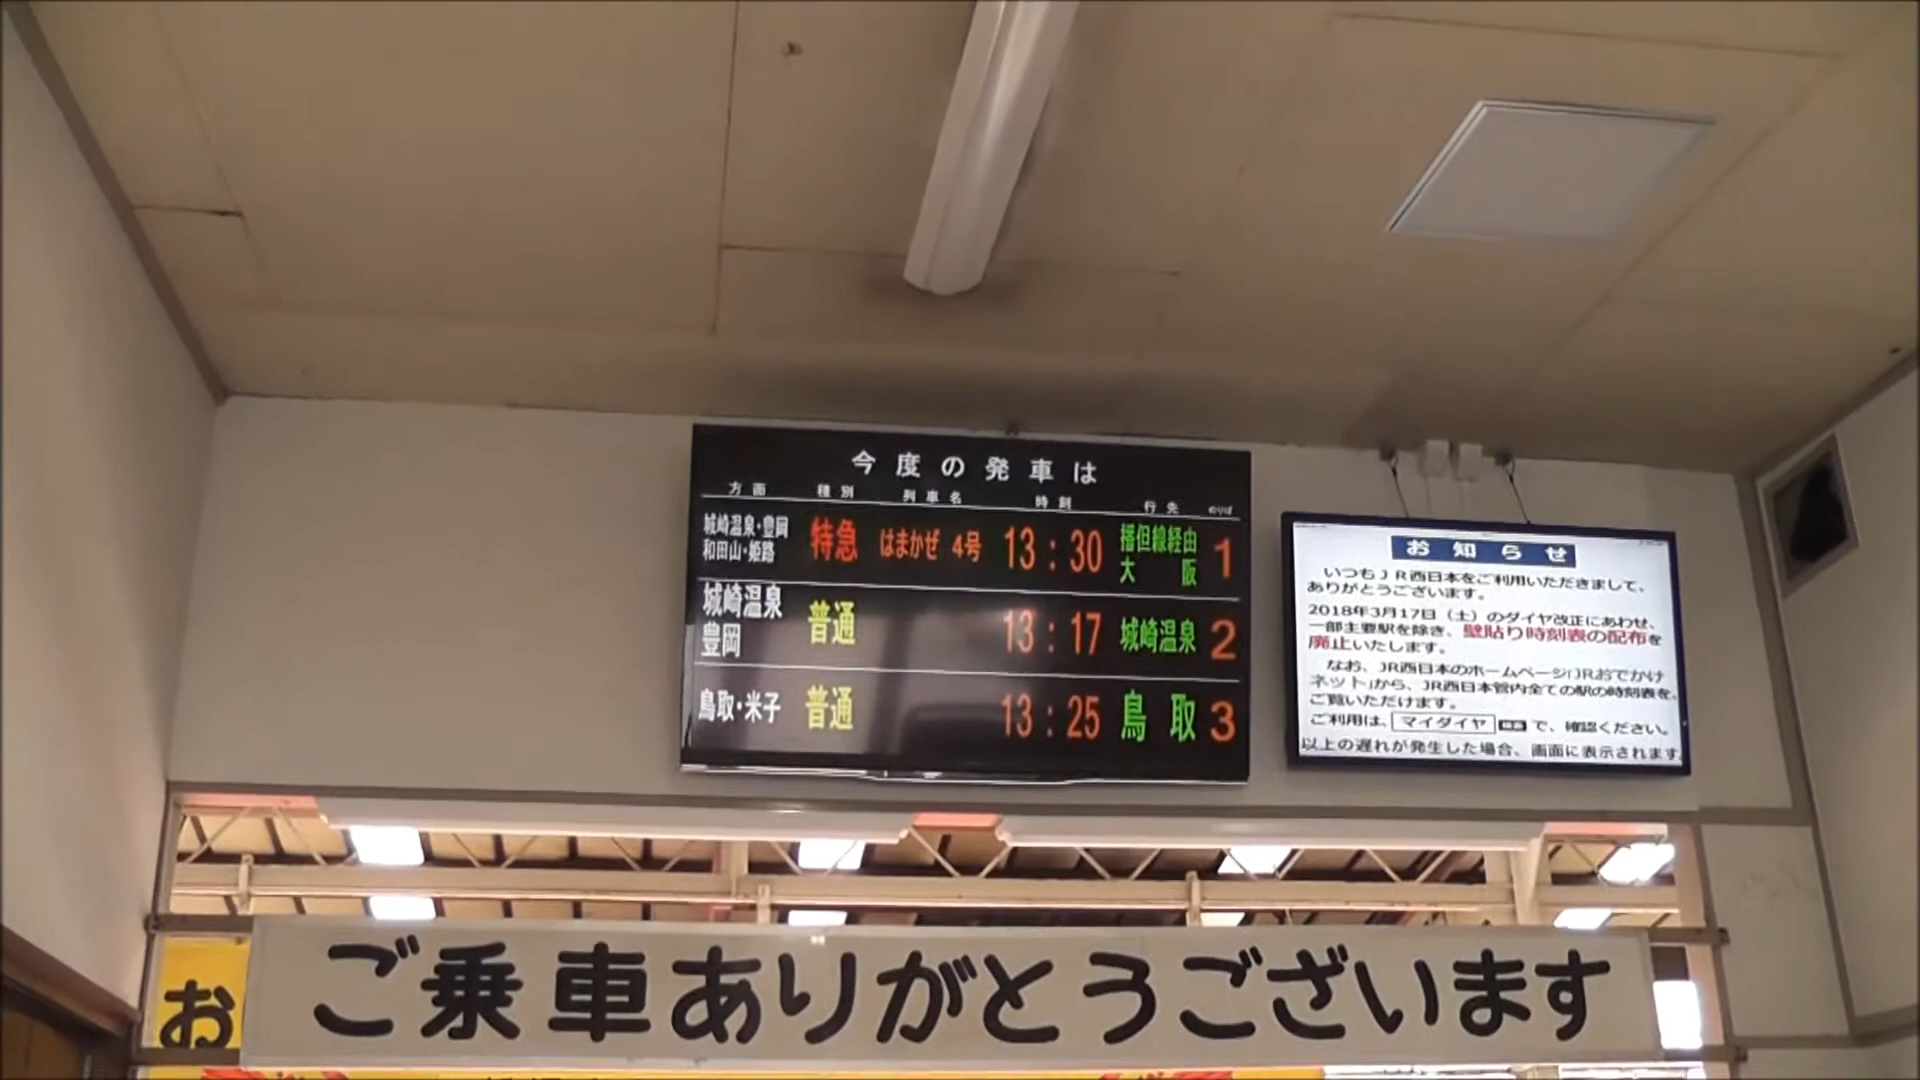 今度の発車は
方面 種別 列車名 時刻 行先 のりば
城崎温泉・豊岡
和田山・姫路
特急 はまかぜ 4号 13:30
播但線経由
大阪
1
城崎温泉
豊岡
普通 13:17 城崎温泉 2
鳥取・米子 普通 13:25 鳥取 3
お知らせ
いつもJR西日本をご利用いただきまして、
ありがとうございます。
2018年3月17日(土)のダイヤ改正にあわせ、
一部主要駅を除き、壁貼り時刻表の配布を
廃止いたします。
なお、JR西日本のホームページ「JRおでかけ
ネット」から、JR西日本管内全ての駅の時刻表を、
ご覧いただけます。
ご利用は、マイダイヤ 検索 で、確認ください。
以上の遅れが発生した場合、画面に表示されます
お
ご乗車ありがとうございます